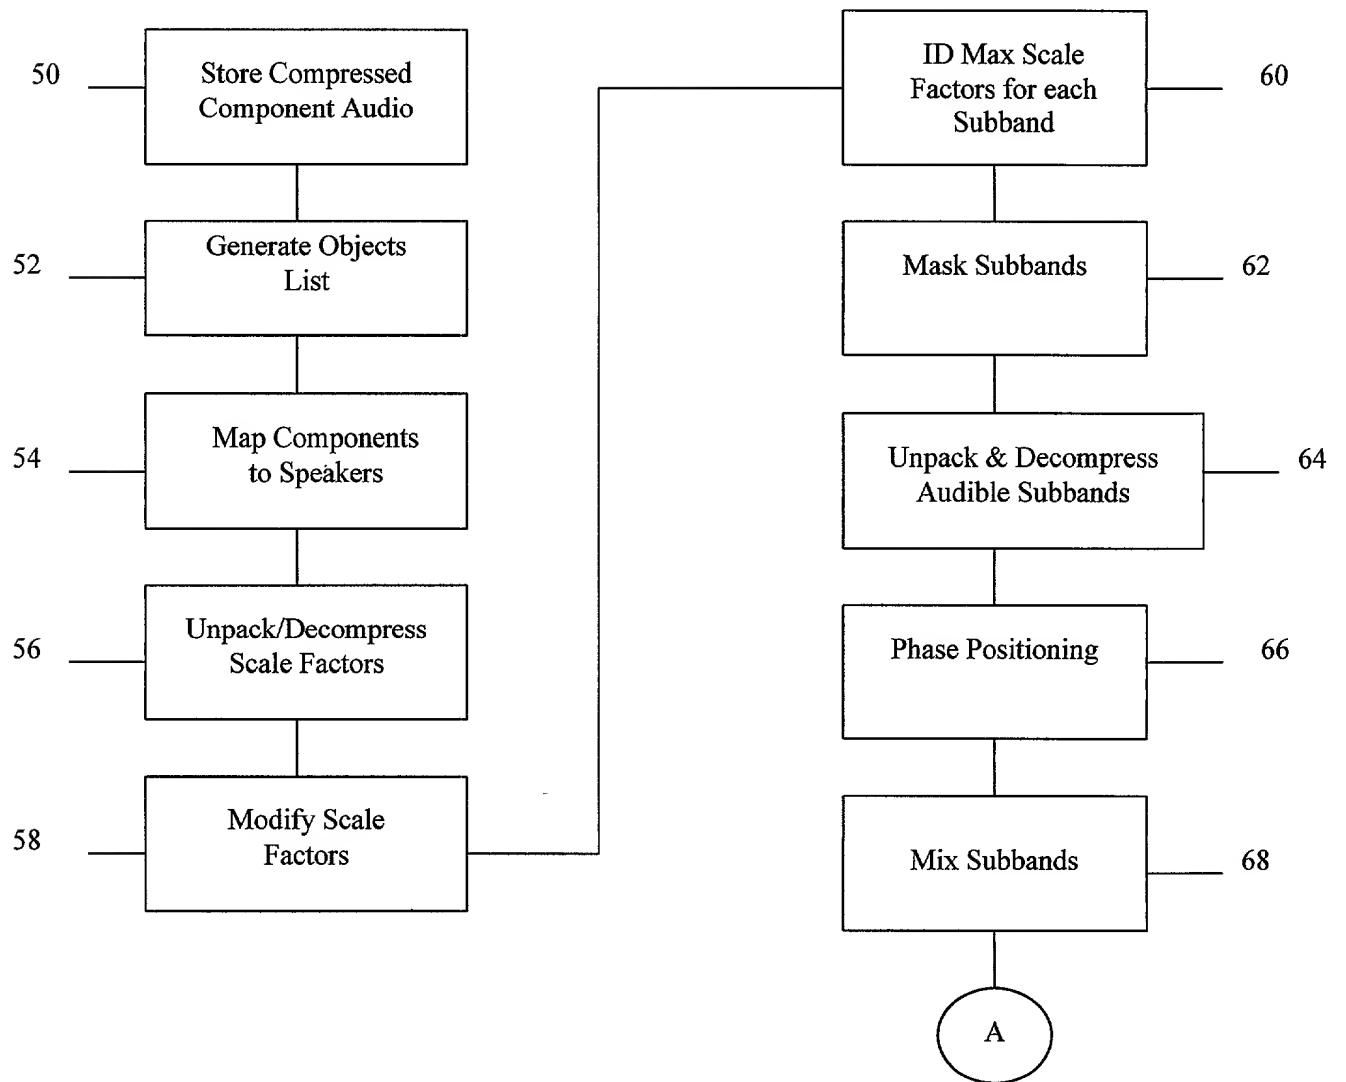 50
Store Compressed
Component Audio
52
Generate Objects
List
54
Map Components
to Speakers
56
Unpack/Decompress
Scale Factors
58
Modify Scale
Factors
ID Max Scale
Factors for each
Subband
60
Mask Subbands
62
Unpack & Decompress
Audible Subbands
64
Phase Positioning
66
Mix Subbands
68
A